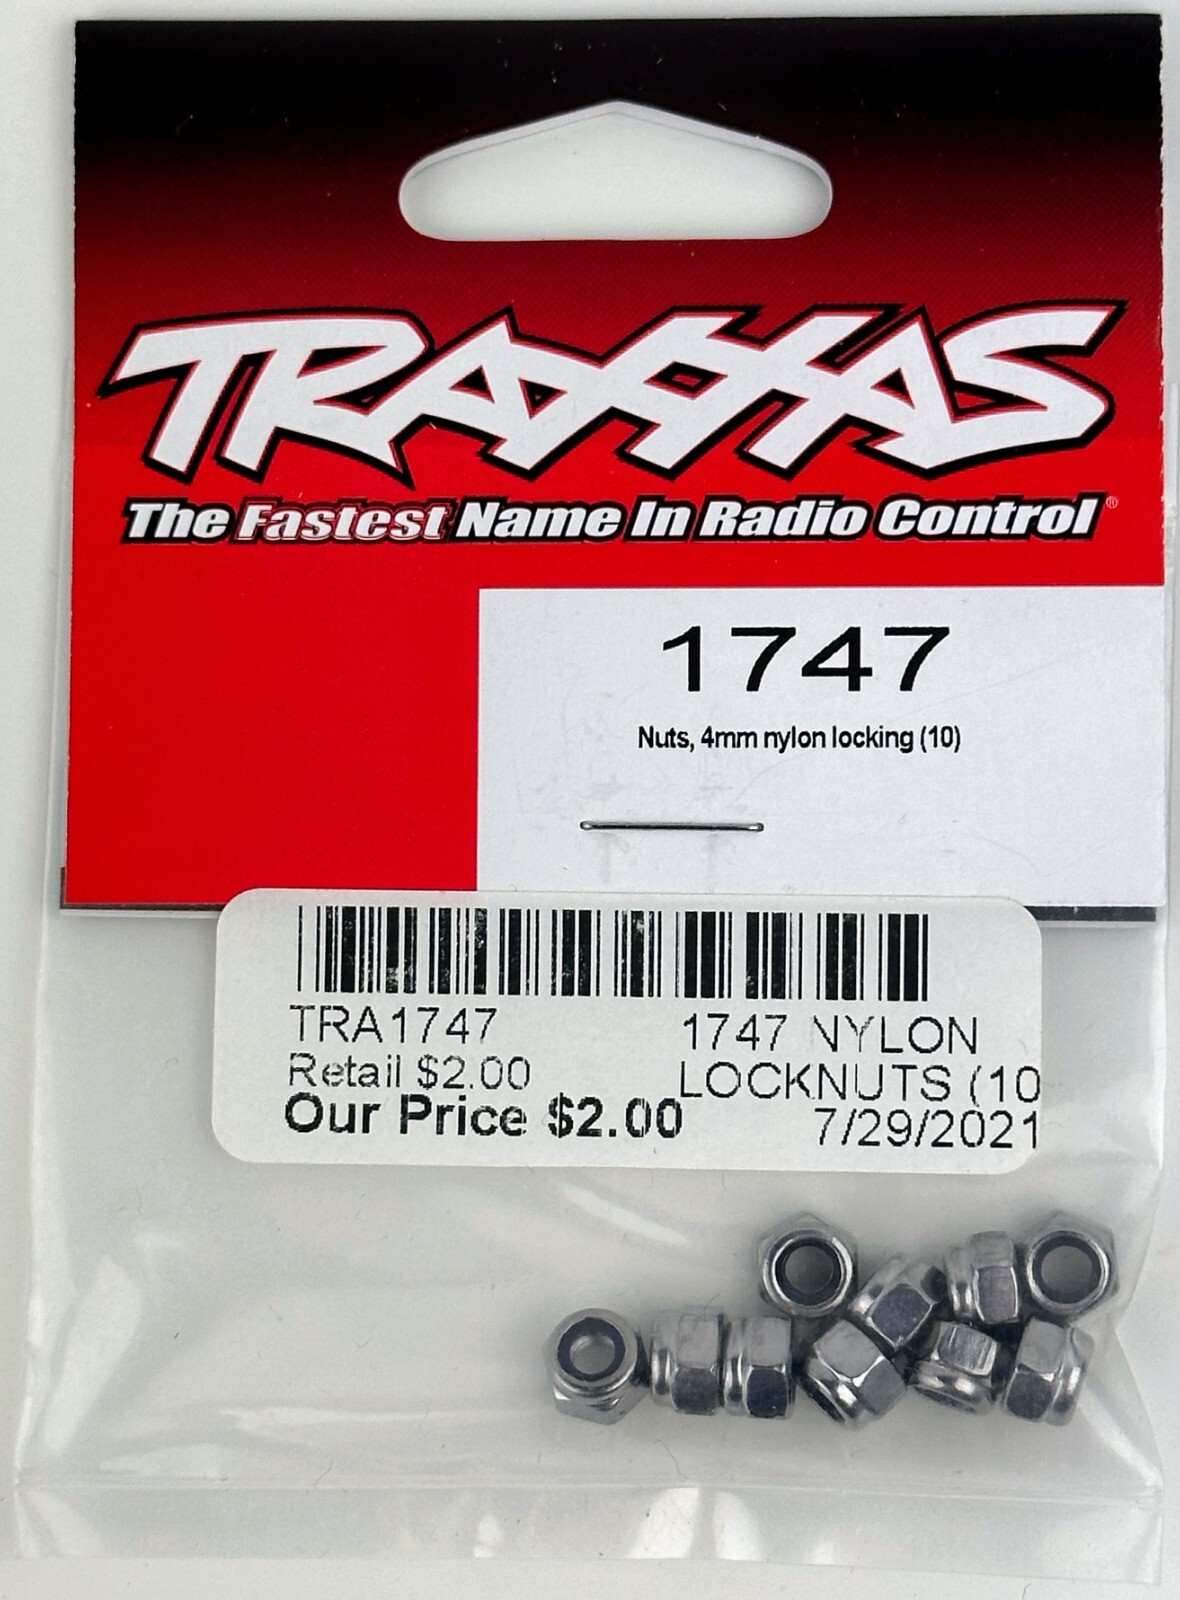 TRAXXAS
The Fastest Name In Radio Control®
1747
Nuts, 4mm nylon locking (10)
TRA1747
Retail $2.00
Our Price $2.00
1747 NYLON
LOCKNUTS (10
7/29/2021